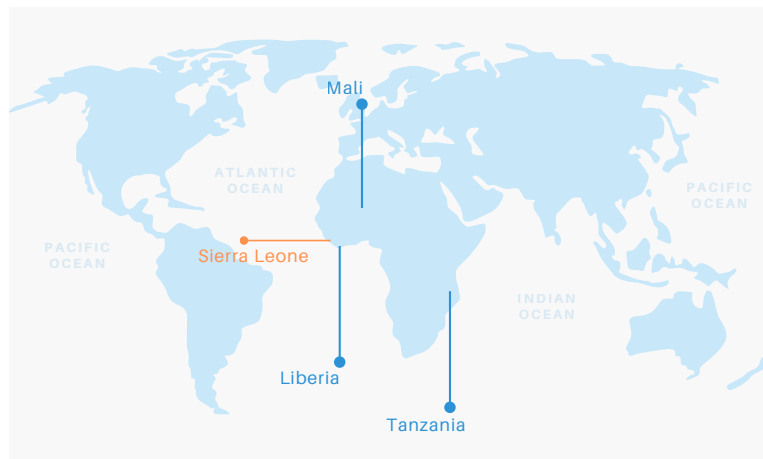 Mali
ATLANTIC
OCEAN
PACIFIC
OCEAN
PACIFIC
OCEAN
Sierra Leone
INDIAN
OCEAN
Liberia
Tanzania